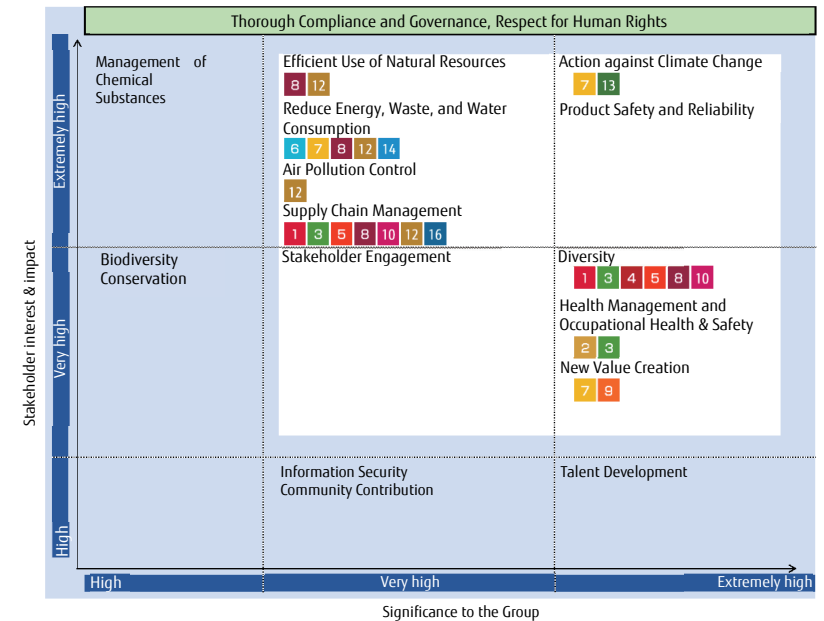 Thorough Compliance and Governance, Respect for Human Rights
Management of
Chemical
Substances
Efficient Use of Natural Resources
8 12
Reduce Energy, Waste, and Water
Consumption
6 7 8 12 14
Air Pollution Control
12
Supply Chain Management
1 3 5 8 10 12 16
Action against Climate Change
7 13
Product Safety and Reliability
Biodiversity
Conservation
Stakeholder Engagement
Diversity
1 3 4 5 8 10
Health Management and
Occupational Health & Safety
2 3
New Value Creation
7 9
Information Security
Community Contribution
Talent Development
Stakeholder interest & impact
Extremely high
Very high
High
High
Very high
Extremely high
Significance to the Group